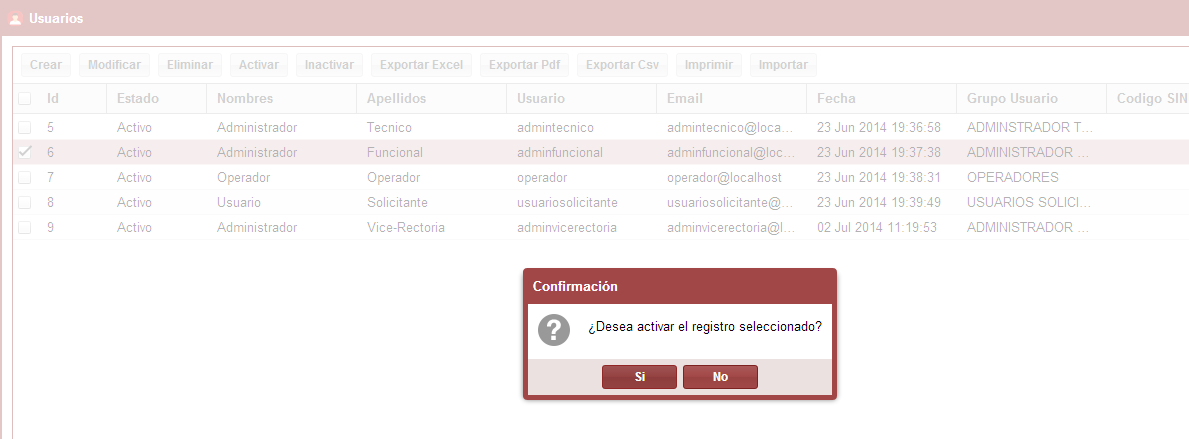 Usuarios
Crear Modificar Eliminar Activar Inactivar Exportar Excel Exportar Pdf Exportar Csv Imprimir Importar
Id Estado Nombres Apellidos Usuario Email Fecha Grupo Usuario Codigo SIN
5 Activo Administrador Tecnico admintecnico admintecnico@loca... 23 Jun 2014 19:36:58 ADMINSTRADOR T...
6 Activo Administrador Funcional adminfuncional adminfuncional@loc... 23 Jun 2014 19:37:38 ADMINISTRADOR ...
7 Activo Operador Operador operador operador@localhost 23 Jun 2014 19:38:31 OPERADORES
8 Activo Usuario Solicitante usuariosolicitante usuariosolicitante@... 23 Jun 2014 19:39:49 USUARIOS SOLICI...
9 Activo Administrador Vice-Rectoria adminvicerectoria adminvicerectoria@l... 02 Jul 2014 11:19:53 ADMINISTRADOR ...
Confirmación
¿Desea activar el registro seleccionado?
Sí No